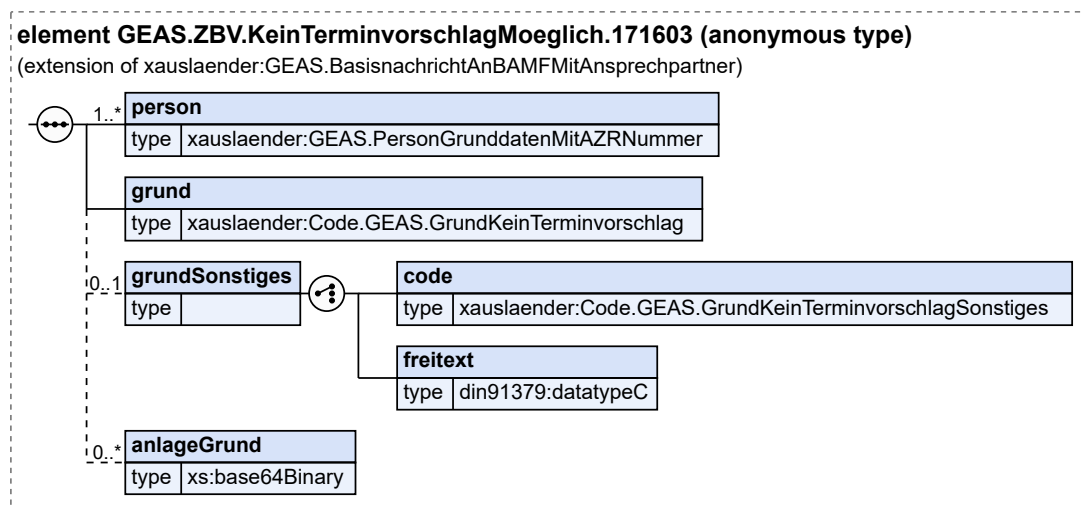 element GEAS.ZBV.KeinTerminvorschlagMoeglich.171603 (anonymous type)
(extension of xauslaender:GEAS.BasisnachrichtAnBAMFMitAnsprechpartner)
1..* person
type xauslaender:GEAS.PersonGrunddatenMitAZRNummer
grund
type xauslaender:Code.GEAS.GrundKeinTerminvorschlag
0..1 grundSonstiges code
type type xauslaender:Code.GEAS.GrundKeinTerminvorschlagSonstiges
freitext
type din91379:datatypeC
0..* anlageGrund
type xs:base64Binary